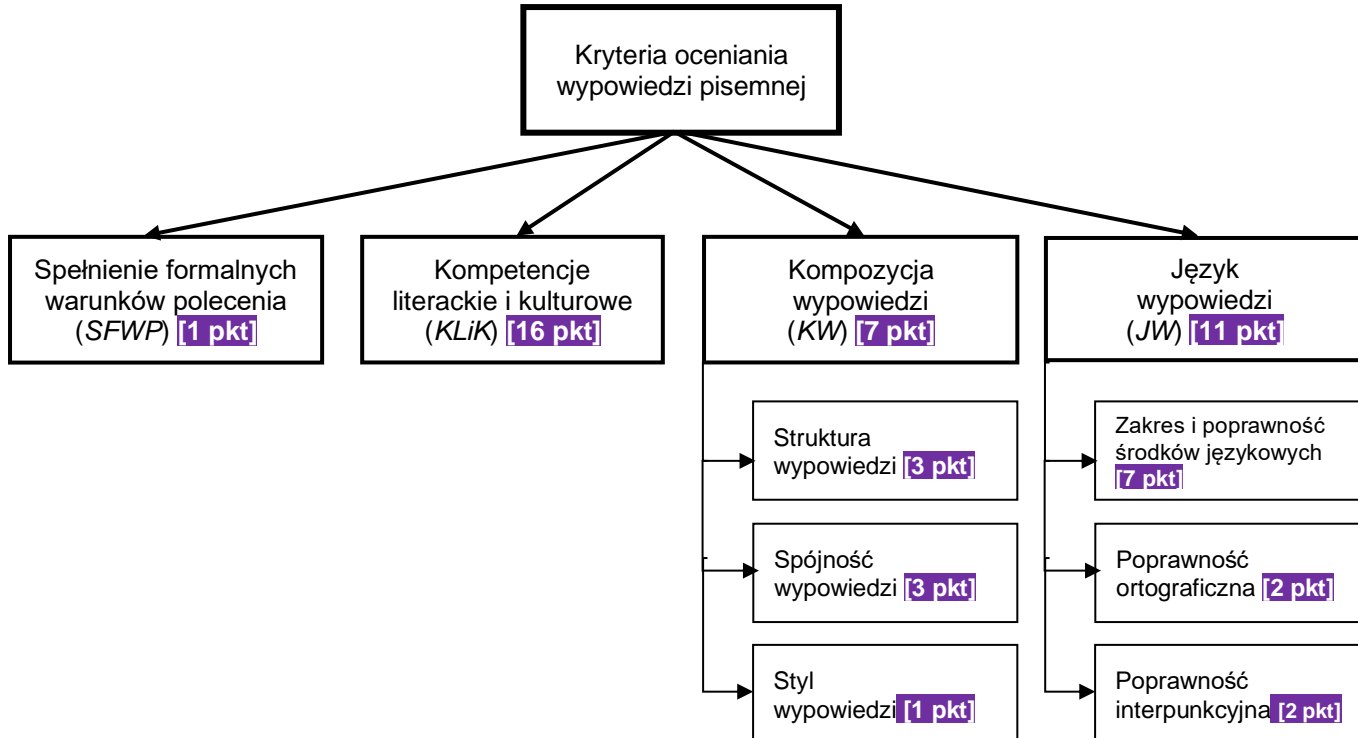 Kryteria oceniania
wypowiedzi pisemnej
Spełnienie formalnych
warunków polecenia
(SFWP) [1 pkt]
Kompetencje
literackie i kulturowe
(KLiK) [16 pkt]
Kompozycja
wypowiedzi
(KW) [7 pkt]
Struktura
wypowiedzi [3 pkt]
Spójność
wypowiedzi [3 pkt]
Styl
wypowiedzi [1 pkt]
Język
wypowiedzi
(JW) [11 pkt]
Zakres i poprawność
środków językowych
[7 pkt]
Poprawność
ortograficzna [2 pkt]
Poprawność
interpunkcyjna [2 pkt]